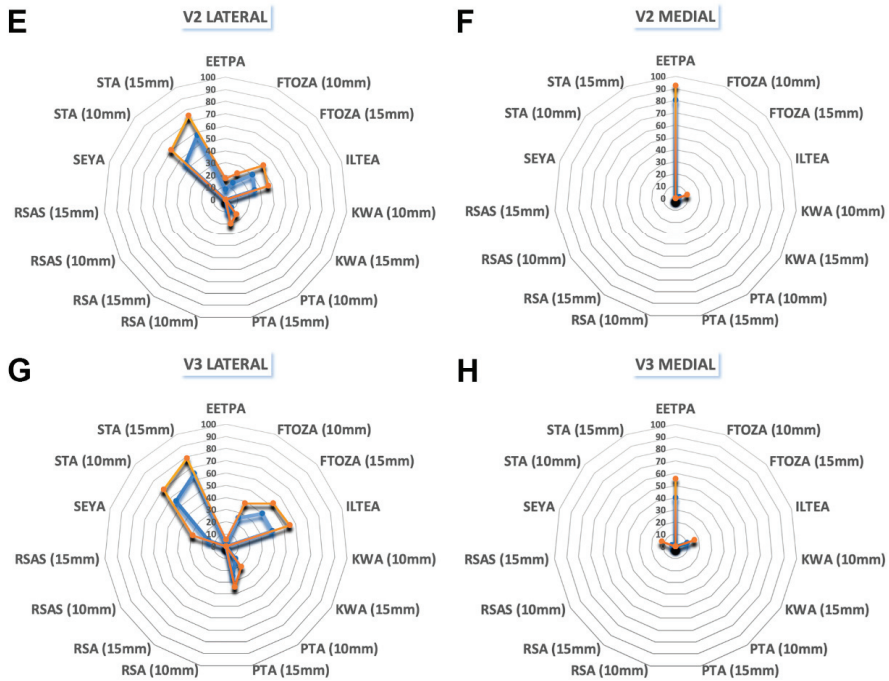 E
V2 LATERAL
EETPA
FTOZA (10mm)
FTOZA (15mm)
ILTEA
KWA (10mm)
KWA (15mm)
PTA (10mm)
PTA (15mm)
RSA (10mm)
RSA (15mm)
RSAS (10mm)
RSAS (15mm)
SEYA
STA (10mm)
STA (15mm)
100
90
80
70
60
50
40
30
20
10
0
F
V2 MEDIAL
EETPA
FTOZA (10mm)
FTOZA (15mm)
ILTEA
KWA (10mm)
KWA (15mm)
PTA (10mm)
PTA (15mm)
RSA (10mm)
RSA (15mm)
RSAS (10mm)
RSAS (15mm)
SEYA
STA (10mm)
STA (15mm)
100
90
80
70
60
50
40
30
20
10
0
G
V3 LATERAL
EETPA
FTOZA (10mm)
FTOZA (15mm)
ILTEA
KWA (10mm)
KWA (15mm)
PTA (10mm)
PTA (15mm)
RSA (10mm)
RSA (15mm)
RSAS (10mm)
RSAS (15mm)
SEYA
STA (10mm)
STA (15mm)
100
90
80
70
60
50
40
30
20
10
H
V3 MEDIAL
EETPA
FTOZA (10mm)
FTOZA (15mm)
ILTEA
KWA (10mm)
KWA (15mm)
PTA (10mm)
PTA (15mm)
RSA (10mm)
RSA (15mm)
RSAS (10mm)
RSAS (15mm)
SEYA
STA (10mm)
STA (15mm)
100
90
80
70
60
50
40
30
20
10